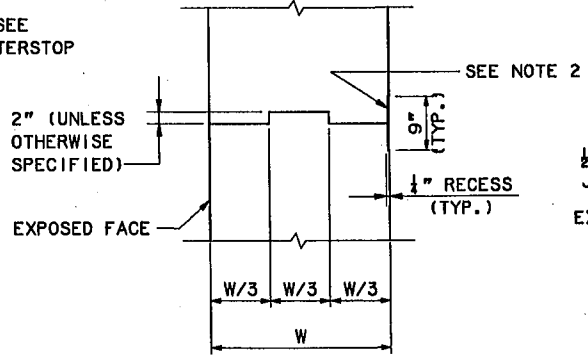 SEE
TERSTOP
SEE NOTE 2
2" (UNLESS
OTHERWISE
SPECIFIED)
9"
(TYP.)
1/4" RECESS
(TYP.)
EXPOSED FACE
W/3
W/3
W/3
W